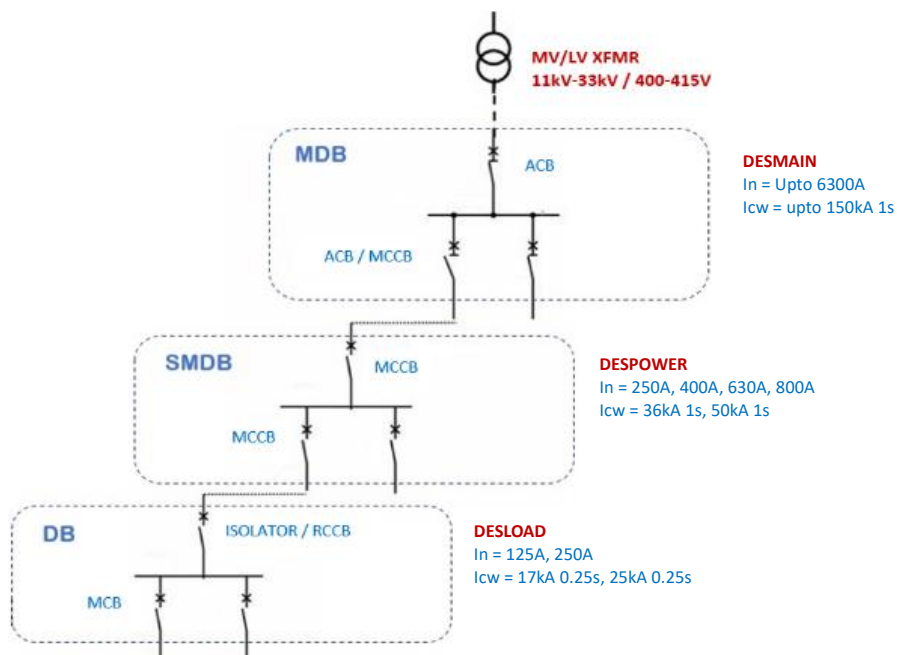 MV/LV XFMR
11kV-33kV / 400-415V
MDB
ACB
DESMAIN
In = Upto 6300A
Icw = upto 150kA 1s
ACB / MCCB
SMDB
MCCB
DESPOWER
In = 250A, 400A, 630A, 800A
Icw = 36kA 1s, 50kA 1s
MCCB
DB
ISOLATOR / RCCB
DESLOAD
In = 125A, 250A
Icw = 17kA 0.25s, 25kA 0.25s
MCB